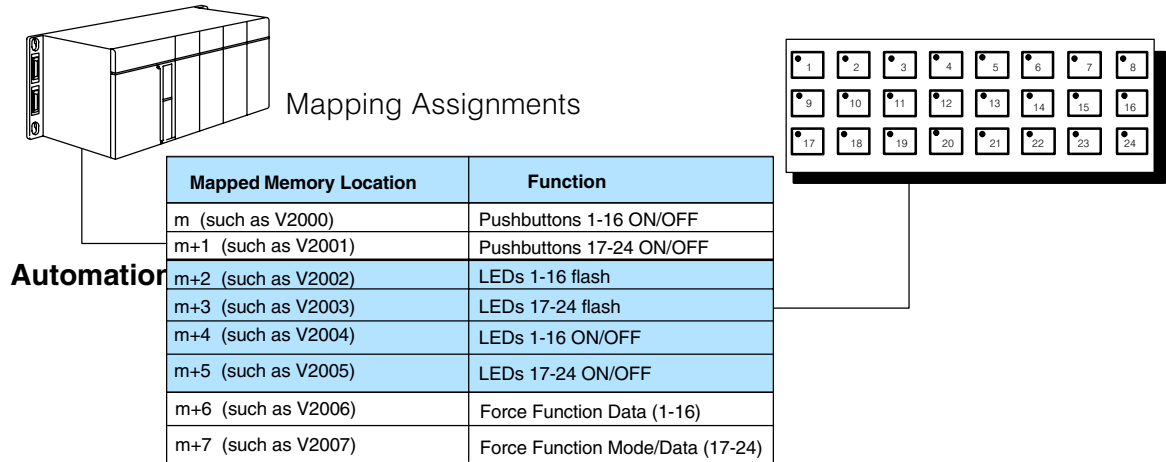 Mapping Assignments
1 2 3 4 5 6 7 8
9 10 11 12 13 14 15 16
17 18 19 20 21 22 23 24
Automation
Mapped Memory Location Function
m (such as V2000) Pushbuttons 1-16 ON/OFF
m+1 (such as V2001) Pushbuttons 17-24 ON/OFF
m+2 (such as V2002) LEDs 1-16 flash
m+3 (such as V2003) LEDs 17-24 flash
m+4 (such as V2004) LEDs 1-16 ON/OFF
m+5 (such as V2005) LEDs 17-24 ON/OFF
m+6 (such as V2006) Force Function Data (1-16)
m+7 (such as V2007) Force Function Mode/Data (17-24)